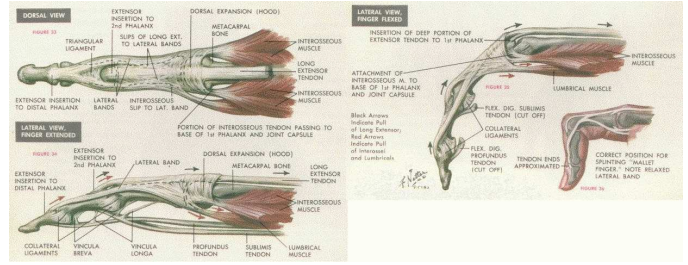 DORSAL VIEW
EXTENSOR
INSERTION TO
2nd PHALANX
DORSAL EXPANSION (HOOD)
FIGURE 33
TRIANGULAR
LIGAMENT
SLIPS OF LONG EXT.
TO LATERAL BANDS
METACARPAL
BONE
INTEROSSEOUS
MUSCLE
LONG
EXTENSOR
TENDON
INTEROSSEOUS
MUSCLE
EXTENSOR INSERTION
TO DISTAL PHALANX
LATERAL
BANDS
INTEROSSEOUS
SLIP TO LAT. BAND
PORTION OF INTEROSSEOUS TENDON PASSING TO
BASE OF 1st PHALANX AND JOINT CAPSULE
LATERAL VIEW,
FINGER EXTENDED
FIGURE 34
EXTENSOR
INSERTION TO
DISTAL PHALANX
EXTENSOR
INSERTION TO
2nd PHALANX
LATERAL BAND
DORSAL EXPANSION (HOOD)
METACARPAL BONE
LONG
EXTENSOR
TENDON
INTEROSSEOUS
MUSCLE
COLLATERAL
LIGAMENTS
VINCULA
BREVA
VINCULA
LONGA
PROFUNDUS
TENDON
SUBLIMIS
TENDON
LUMBRICAL
MUSCLE
LATERAL VIEW,
FINGER FLEXED
INSERTION OF DEEP PORTION OF
EXTENSOR TENDON TO 1st PHALANX
INTEROSSEOUS
MUSCLE
ATTACHMENT OF
INTEROSSEOUS M. TO
BASE OF 1st PHALANX
AND JOINT CAPSULE
FIGURE 35
LUMBRICAL MUSCLE
Black Arrows
Indicate Pull
of Long Extensor;
Red Arrows
Indicate Pull
of Interossei
and Lumbricals
FLEX. DIG. SUBLIMIS
TENDON (CUT OFF)
COLLATERAL
LIGAMENTS
FLEX. DIG.
PROFUNDUS
TENDON
(CUT OFF)
TENDON ENDS
APPROXIMATED
CORRECT POSITION FOR
SPLINTING "MALLET
FINGER." NOTE RELAXED
LATERAL BAND
FIGURE 36